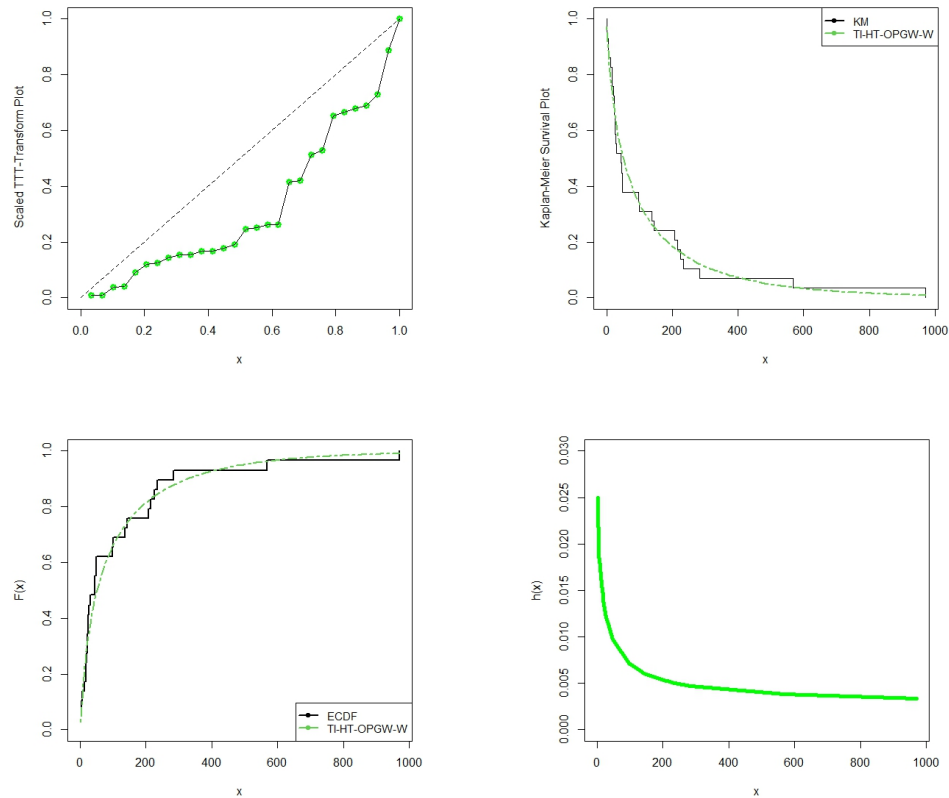 Scaled TTT-Transform Plot
1.0
0.8
0.6
0.4
0.2
0.0
0.0 0.2 0.4 0.6 0.8 1.0
x
Kaplan-Meier Survival Plot
1.0
0.8
0.6
0.4
0.2
0.0
KM
TI-HT-OPGW-W
0 200 400 600 800 1000
x
F(x)
1.0
0.8
0.6
0.4
0.2
0.0
ECDF
TI-HT-OPGW-W
0 200 400 600 800 1000
x
h(x)
0.030
0.025
0.020
0.015
0.010
0.005
0.000
0 200 400 600 800 1000
x